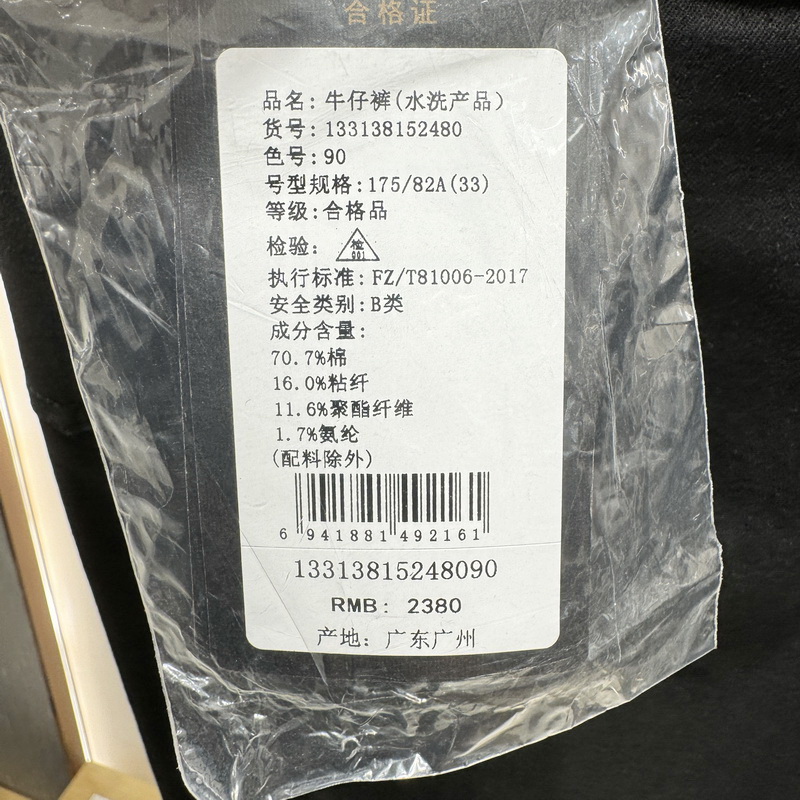 合格证
品名:牛仔裤(水洗产品)
货号:133138152480
色号:90
号型规格:175/82A(33)
等级:合格品
检验: 检 001
执行标准:FZ/T81006-2017
安全类别:B类
成分含量:
70.7%棉
16.0%粘纤
11.6%聚酯纤维
1.7%氨纶
(配料除外)
6 941881 492161
13313815248090
RMB: 2380
产地: 广东广州